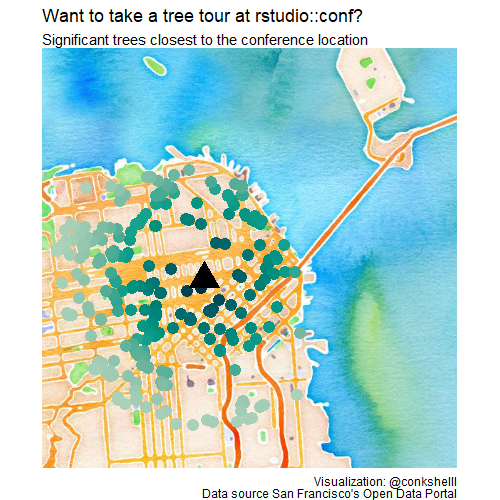 Want to take a tree tour at rstudio::conf?
Significant trees closest to the conference location
Visualization: @conkshelll
Data source San Francisco's Open Data Portal